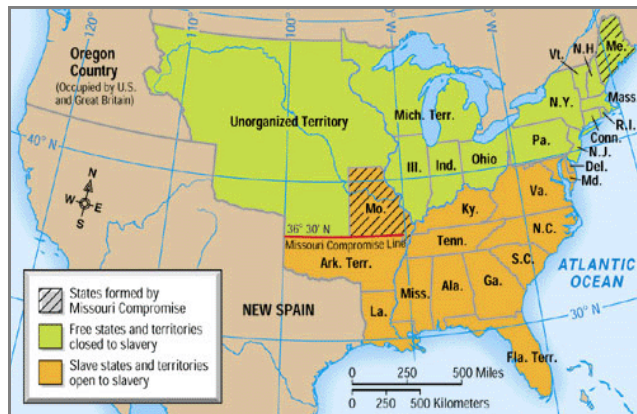 Oregon
Country
(Occupied by U.S.
and Great Britain)
120°
110°
100°
90°
80°
70°
40° N
Unorganized Territory
Mich. Terr.
Vt.
N.H.
Me.
Mass.
N.Y.
R.I.
Conn.
Pa.
N.J.
Del.
Md.
Ill.
Ind.
Ohio
Va.
Mo.
Ky.
N.C.
36° 30' N
Missouri Compromise Line
Tenn.
S.C.
Ark. Terr.
Miss.
Ala.
Ga.
La.
Fla. Terr.
ATLANTIC
OCEAN
30° N
NEW SPAIN
N
W
E
S
States formed by
Missouri Compromise
Free states and territories
closed to slavery
Slave states and territories
open to slavery
0 250 500 Miles
0 250 500 Kilometers